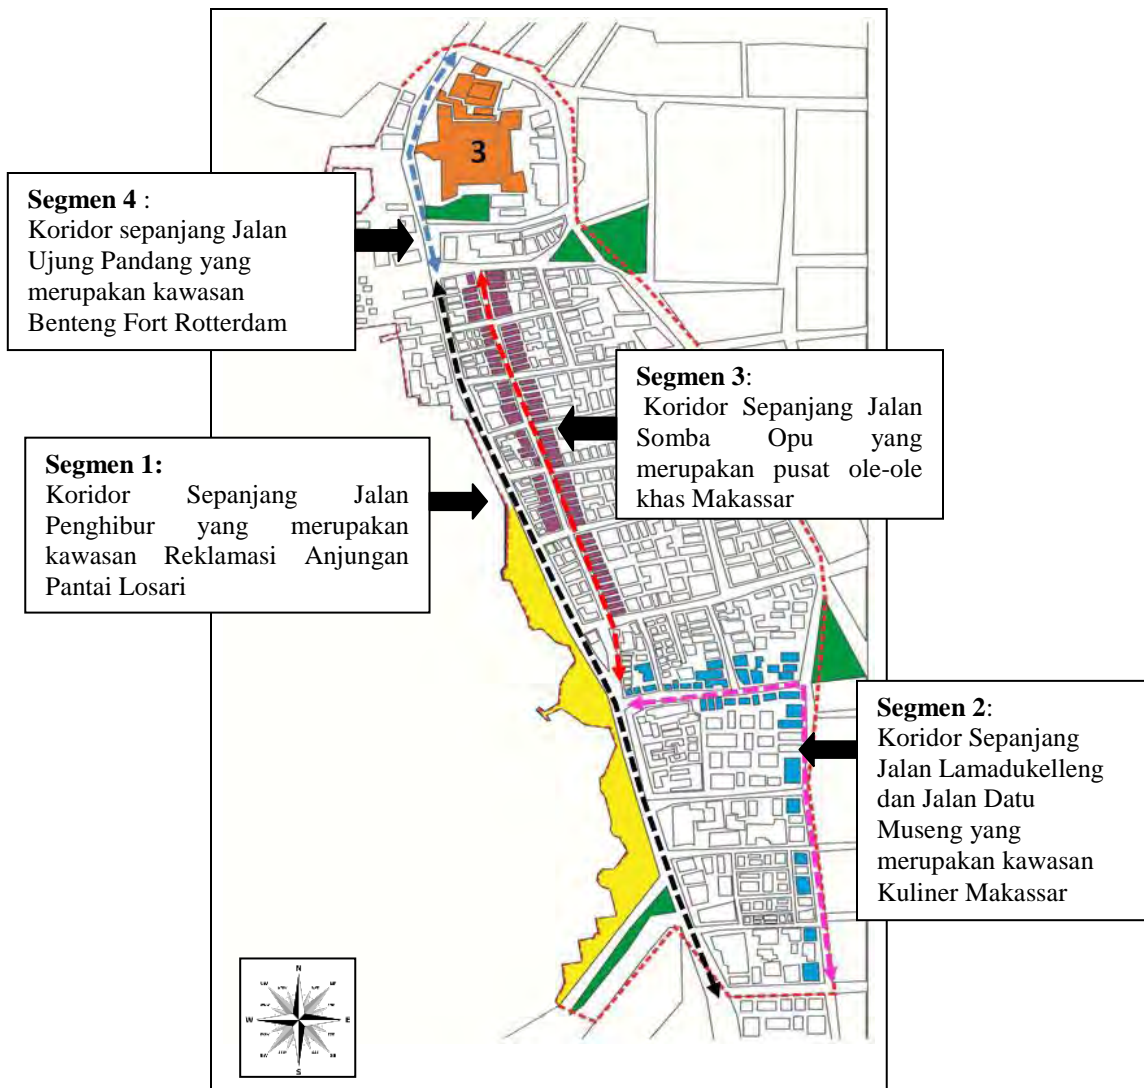 Segmen 4 :
Koridor sepanjang Jalan
Ujung Pandang yang
merupakan kawasan
Benteng Fort Rotterdam
3
Segmen 3:
Koridor Sepanjang Jalan
Somba Opu yang
merupakan pusat ole-ole
khas Makassar
Segmen 1:
Koridor Sepanjang Jalan
Penghibur yang merupakan
kawasan Reklamasi Anjungan
Pantai Losari
Segmen 2:
Koridor Sepanjang
Jalan Lamadukelleng
dan Jalan Datu
Museng yang
merupakan kawasan
Kuliner Makassar
N
W
E
S